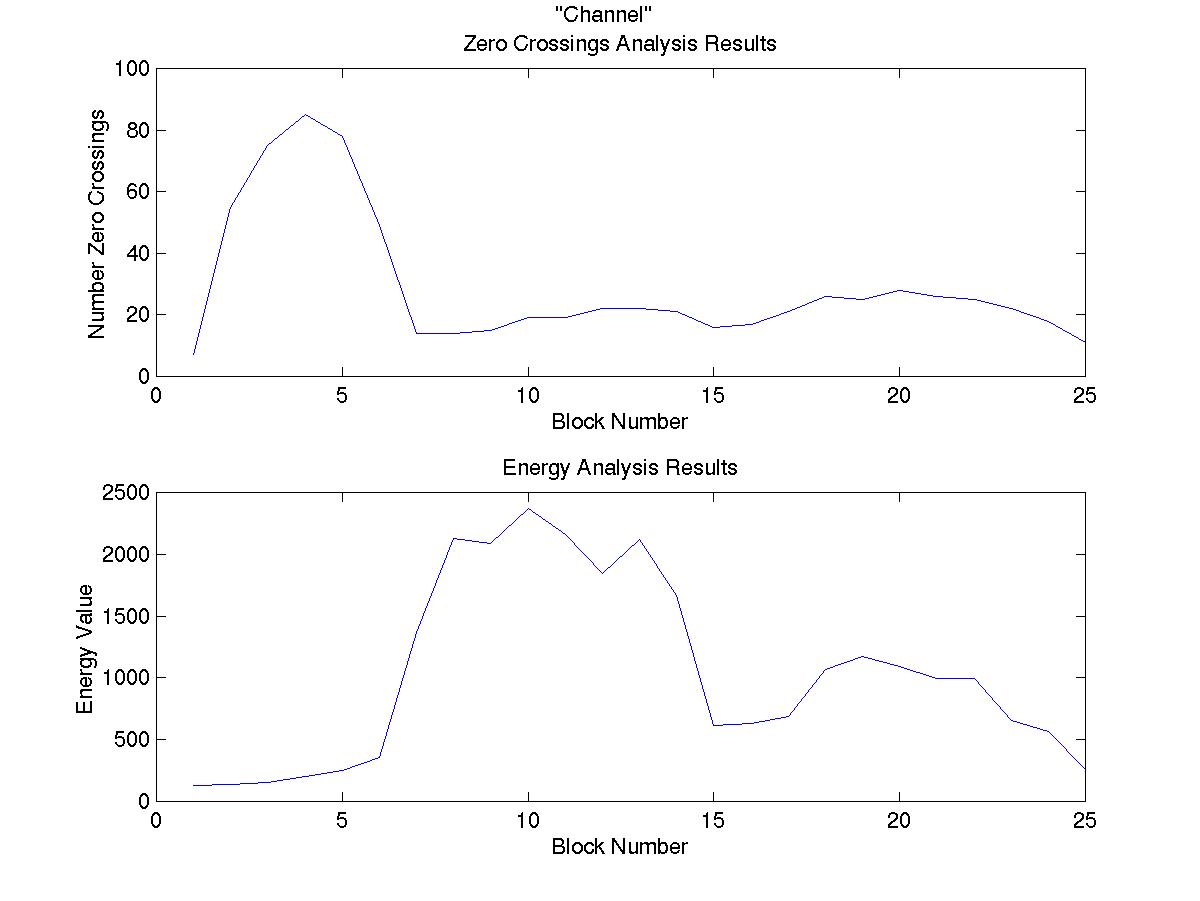 "Channel"
Zero Crossings Analysis Results
100
80
60
40
20
0
Number Zero Crossings
0 5 10 15 20 25
Block Number
Energy Analysis Results
2500
2000
1500
1000
500
0
Energy Value
0 5 10 15 20 25
Block Number